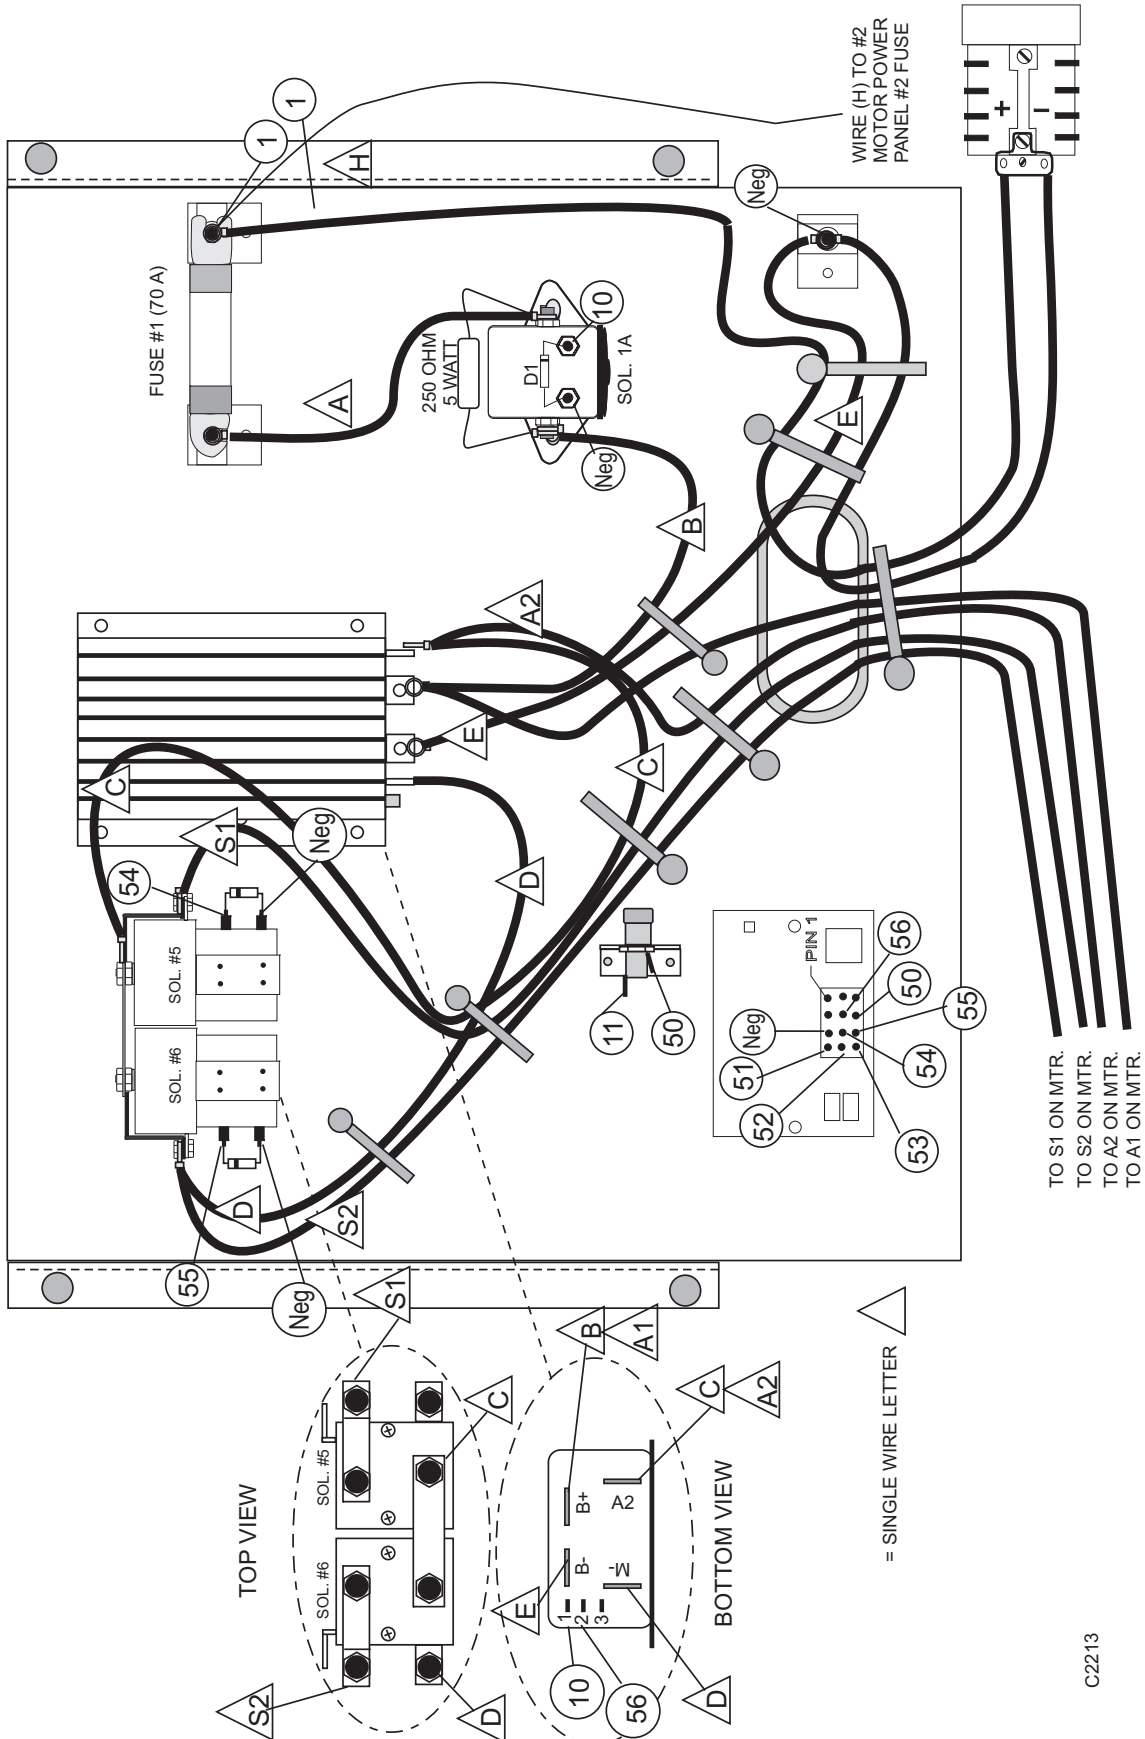 WIRE (H) TO #2
MOTOR POWER
PANEL #2 FUSE
1
1
H
FUSE #1 (70 A)
Neg
+
–
A
250 OHM
5 WATT
D1
10
SOL. 1A
Neg
B
E
A2
E
C
C
S1
Neg
54
D
SOL. #5
SOL. #6
11
50
PIN 1
56
50
55
54
53
52
51
Neg
D
S2
55
Neg
TO S1 ON MTR.
TO S2 ON MTR.
TO A2 ON MTR.
TO A1 ON MTR.
TOP VIEW
S1
C
SOL. #5
SOL. #6
S2
D
B
A1
C
A2
B+
A2
B-
M-
E
1
2
3
10
56
D
BOTTOM VIEW
= SINGLE WIRE LETTER
C2213